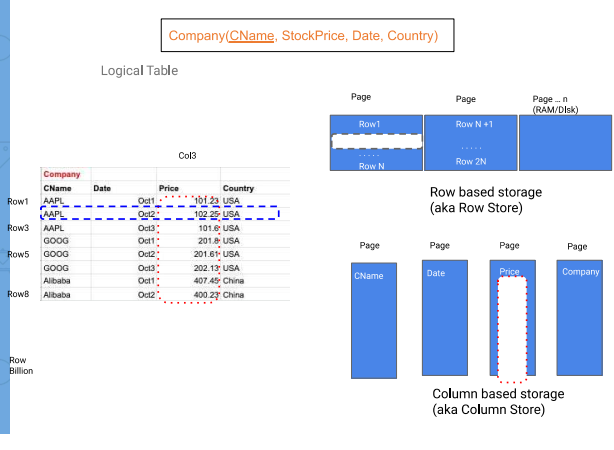 Company(CName, StockPrice, Date, Country)
Logical Table
Col3
Company
CName Date Price Country
Row1 AAPL Oct1 101.23 USA
AAPL Oct2 102.25 USA
Row3 AAPL Oct3 101.6 USA
GOOG Oct1 201.8 USA
Row5 GOOG Oct2 201.61 USA
GOOG Oct3 202.13 USA
Alibaba Oct1 407.45 China
Row8 Alibaba Oct2 400.23 China
Row
Billion
Page Page Page ... n
(RAM/DIsk)
Row1 Row N +1
. . . . . . . . . .
Row N Row 2N
Row based storage
(aka Row Store)
Page Page Page Page
CName Date Price Company
Column based storage
(aka Column Store)